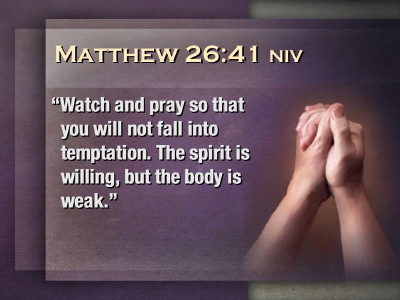 MATTHEW 26:41 NIV
“Watch and pray so that
you will not fall into
temptation. The spirit is
willing, but the body is
weak.”